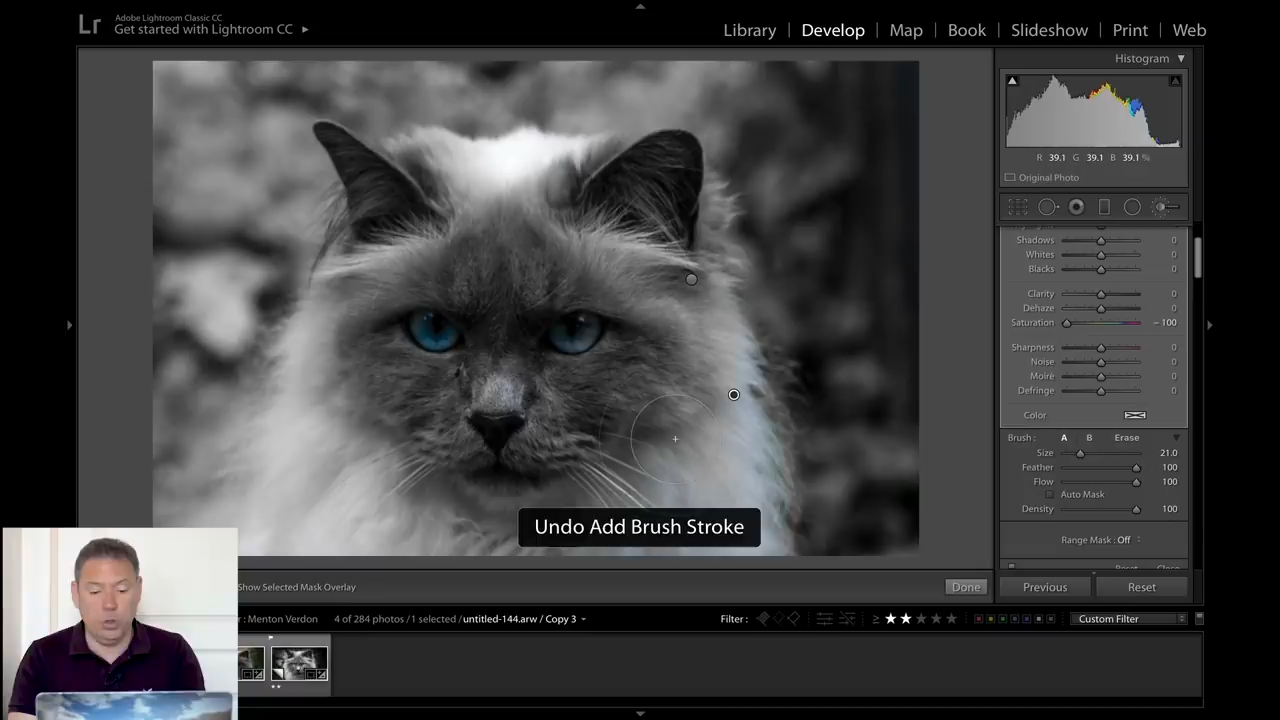 Lr
Adobe Lightroom Classic CC
Get started with Lightroom CC
Library | Develop | Map | Book | Slideshow | Print | Web
Histogram
R 39.1 G 39.1 B 39.1 %
Original Photo
Shadows 0
Whites 0
Blacks 0
Clarity 0
Dehaze 0
Saturation – 100
Sharpness 0
Noise 0
Moiré 0
Defringe 0
Color
Brush : A B Erase
Size 21.0
Feather 100
Flow 100
Auto Mask
Density 100
Range Mask : Off
Reset Close
Undo Add Brush Stroke
Show Selected Mask Overlay
Done
Previous
Reset
: Menton Verdon
4 of 284 photos / 1 selected / untitled-144.arw / Copy 3
Filter :
Custom Filter